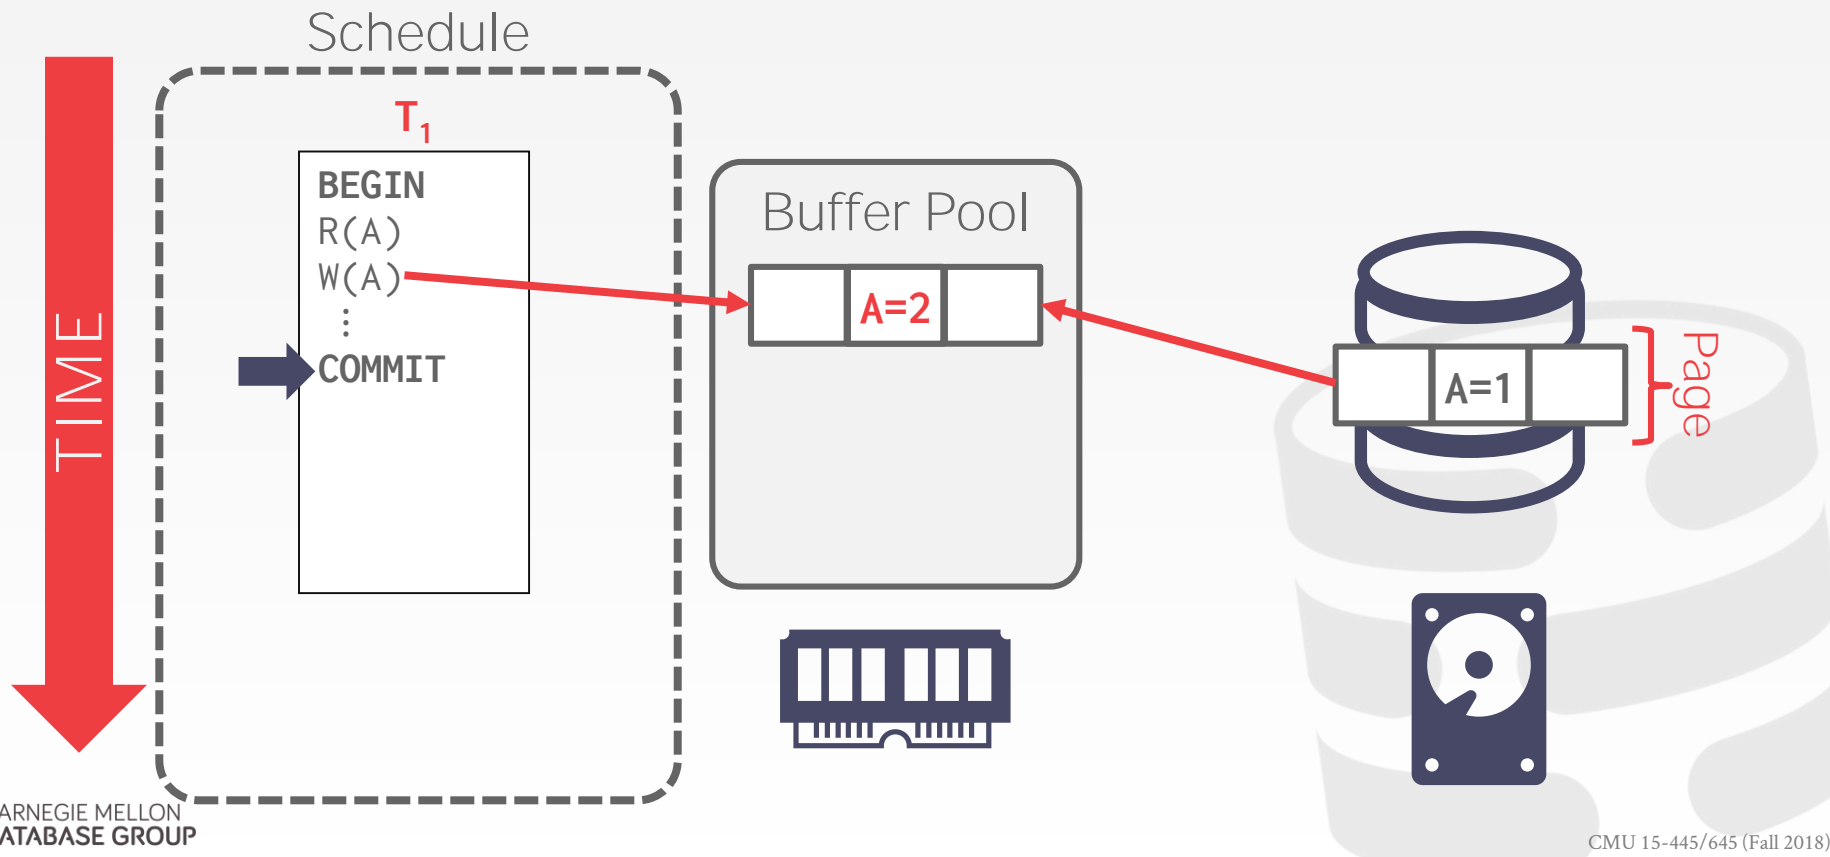 Schedule
TIME
T1
BEGIN
R(A)
W(A)
⋮
COMMIT
Buffer Pool
A=2
A=1
Page
ARNEGIE MELLON
ATABASE GROUP
CMU 15-445/645 (Fall 2018)